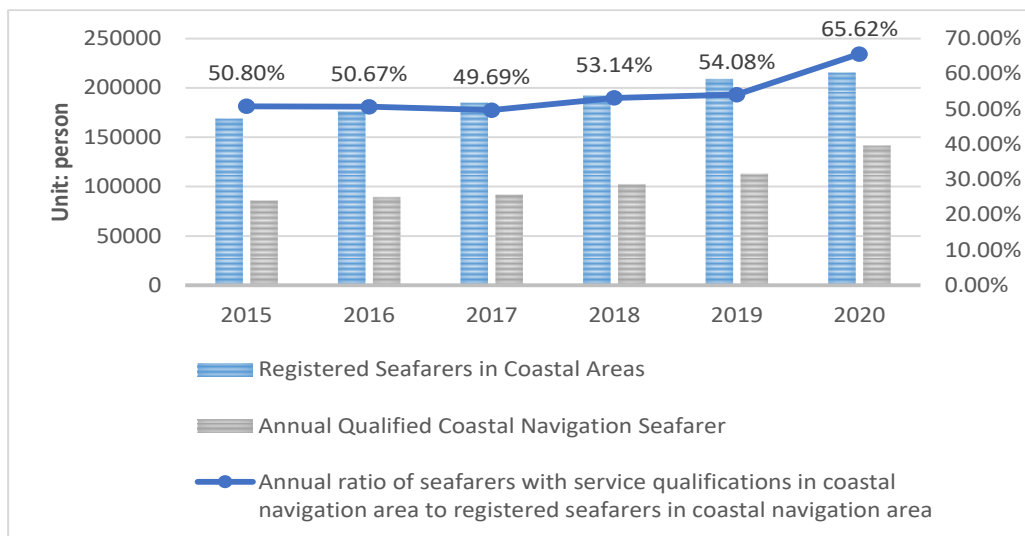 65.62%
250000 70.00%
50.80% 50.67% 49.69% 53.14% 54.08%
60.00%
200000
50.00%
150000
40.00%
Unit: person
100000
30.00%
20.00%
50000
10.00%
0 0.00%
2015 2016 2017 2018 2019 2020
Registered Seafarers in Coastal Areas
Annual Qualified Coastal Navigation Seafarer
Annual ratio of seafarers with service qualifications in coastal
navigation area to registered seafarers in coastal navigation area